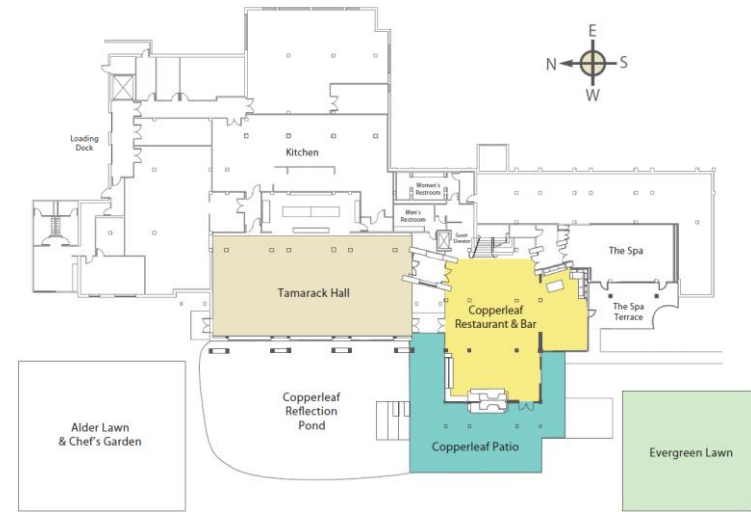 E
N
S
W
Loading
Dock
Kitchen
Women's
Restroom
Men's
Restroom
Guest
Elevator
The Spa
Tamarack Hall
The Spa
Terrace
Copperleaf
Restaurant & Bar
Copperleaf
Reflection
Pond
Alder Lawn
& Chef's Garden
Copperleaf Patio
Evergreen Lawn